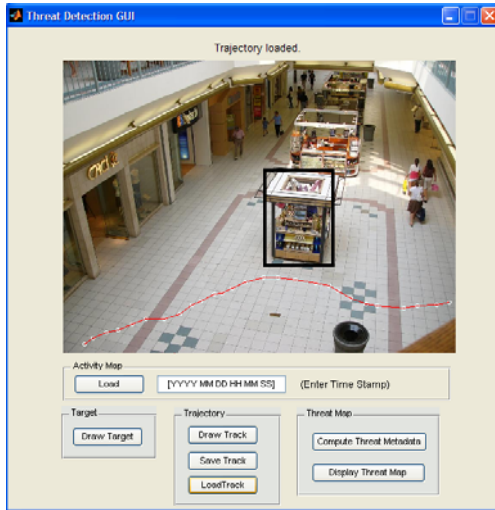 Threat Detection GUI
Trajectory loaded.
Activity Map
Load
[YYYY MM DD HH MM SS]
(Enter Time Stamp)
Target
Draw Target
Trajectory
Draw Track
Save Track
LoadTrack
Threat Map
Compute Threat Metadata
Display Threat Map